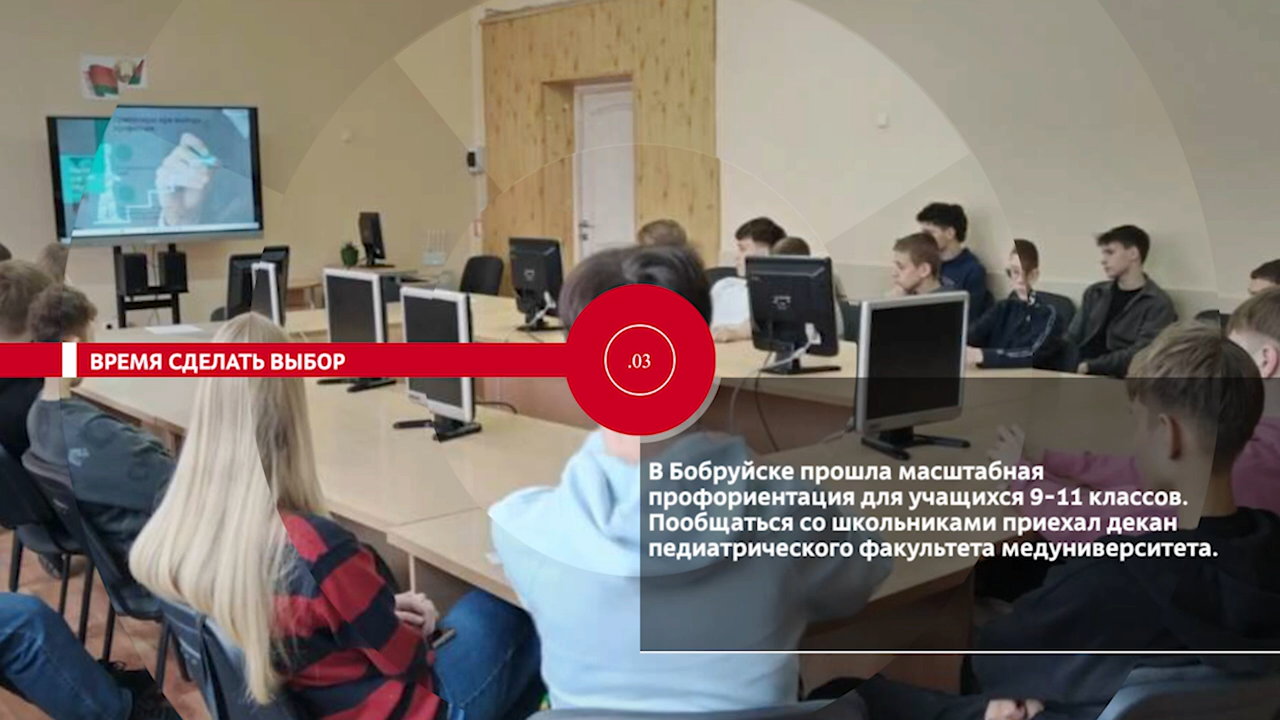 ВРЕМЯ СДЕЛАТЬ ВЫБОР
.03
В Бобруйске прошла масштабная
профориентация для учащихся 9-11 классов.
Пообщаться со школьниками приехал декан
педиатрического факультета медуниверситета.